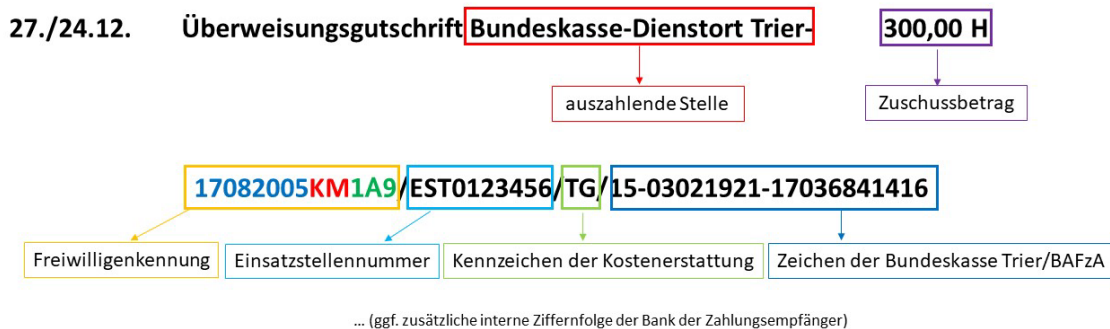 27./24.12. Überweisungsgutschrift Bundeskasse-Dienstort Trier- 300,00 H
auszahlende Stelle Zuschussbetrag
17082005KM1A9/EST0123456/TG/15-03021921-17036841416
Freiwilligenkennung Einsatzstellennummer Kennzeichen der Kostenerstattung Zeichen der Bundeskasse Trier/BAFzA
... (ggf. zusätzliche interne Ziffernfolge der Bank der Zahlungsempfänger)